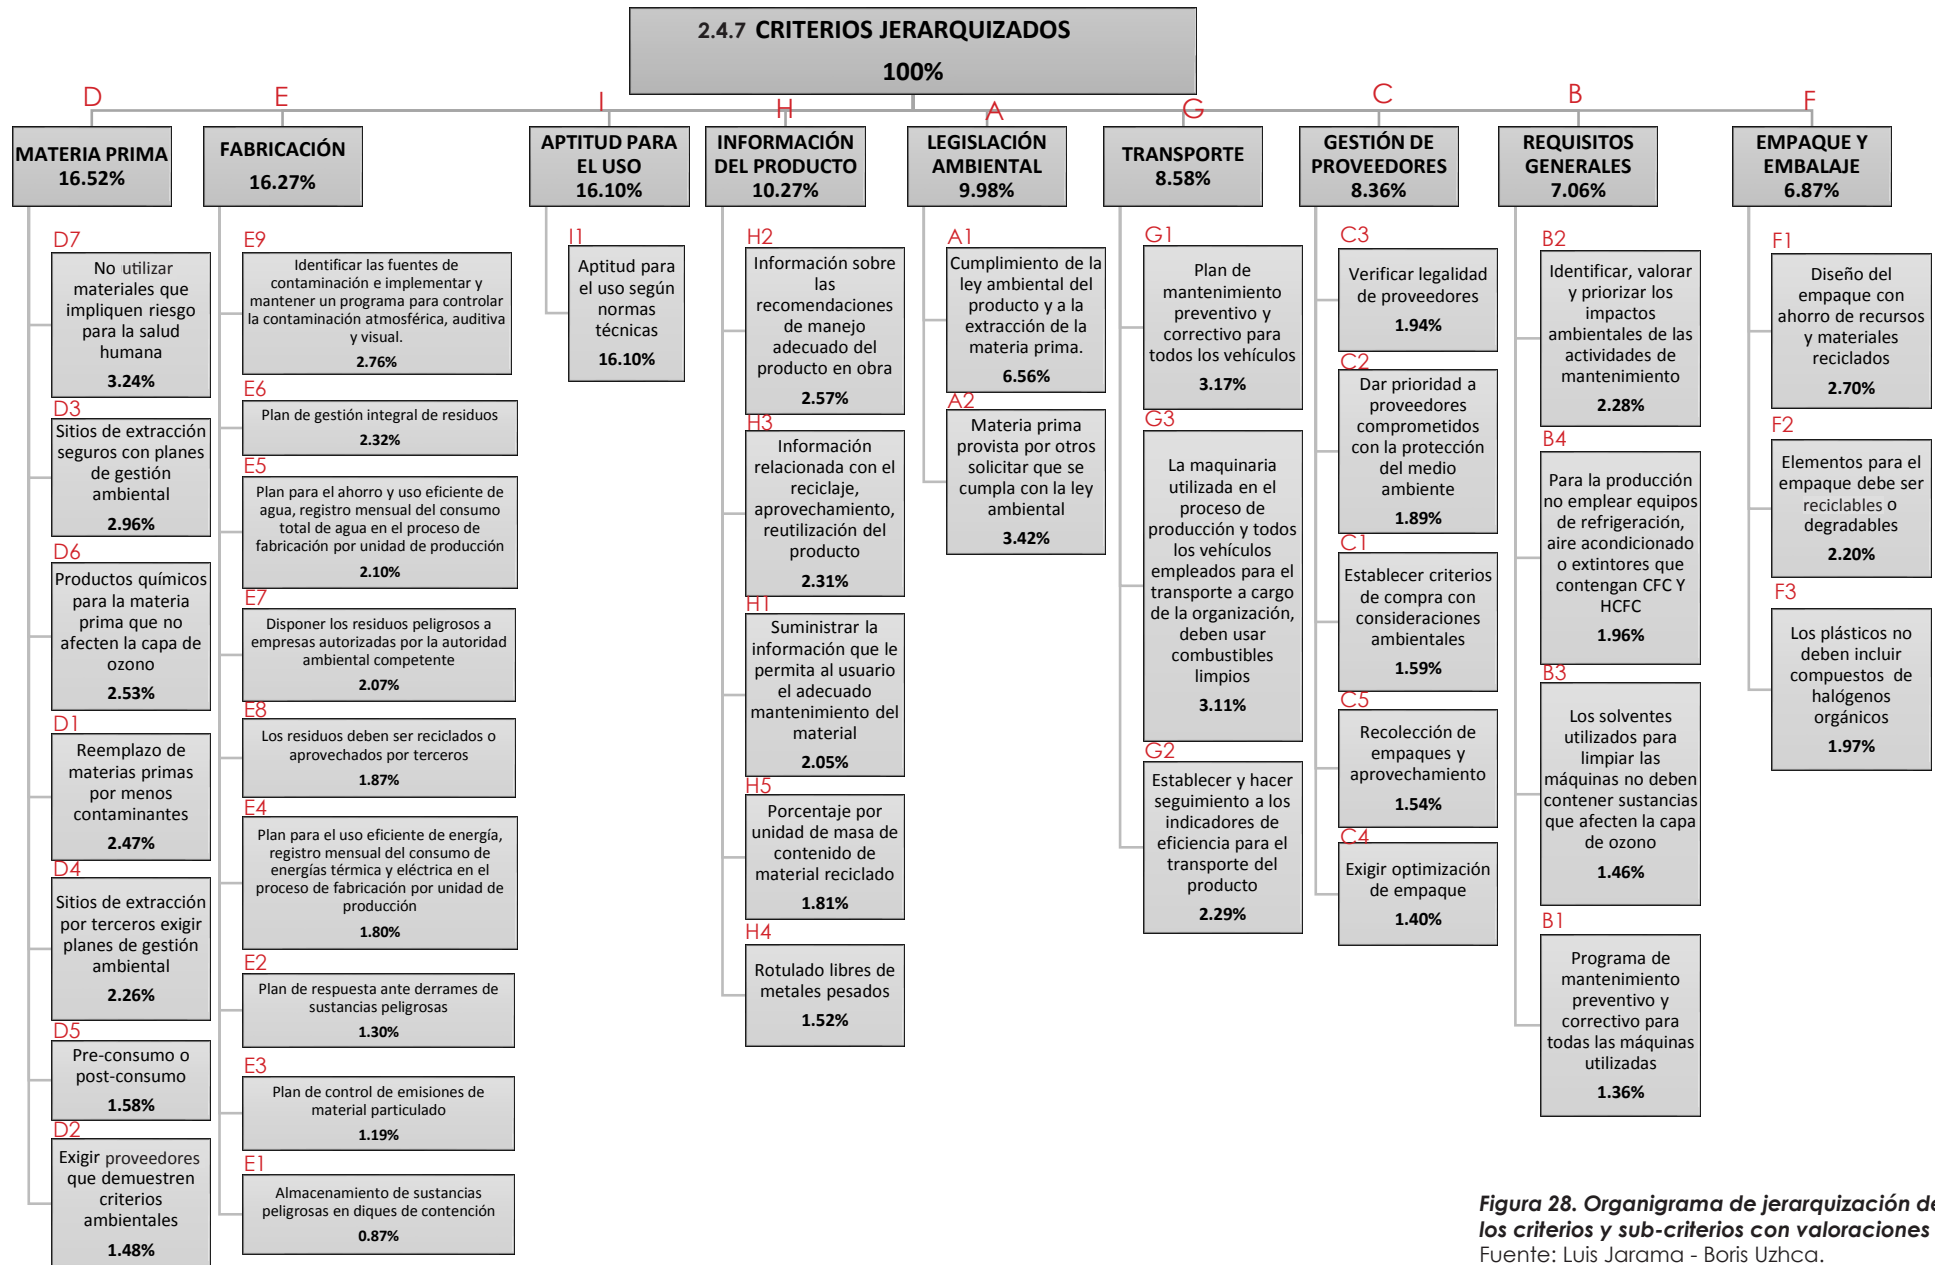 2.4.7 CRITERIOS JERARQUIZADOS
100%
D
E
I
H
A
G
C
B
F
MATERIA PRIMA
16.52%
D7
No utilizar
materiales que
impliquen riesgo
para la salud
humana
3.24%
D3
Sitios de extracción
seguros con planes
de gestión
ambiental
2.96%
D6
Productos químicos
para la materia
prima que no
afecten la capa de
ozono
2.53%
D1
Reemplazo de
materias primas
por menos
contaminantes
2.47%
D4
Sitios de extracción
por terceros exigir
planes de gestión
ambiental
2.26%
D5
Pre-consumo o
post-consumo
1.58%
D2
Exigir proveedores
que demuestren
criterios
ambientales
1.48%
FABRICACIÓN
16.27%
E9
Identificar las fuentes de
contaminación e implementar y
mantener un programa para controlar
la contaminación atmosférica, auditiva
y visual.
2.76%
E6
Plan de gestión integral de residuos
2.32%
E5
Plan para el ahorro y uso eficiente de
agua, registro mensual del consumo
total de agua en el proceso de
fabricación por unidad de producción
2.10%
E7
Disponer los residuos peligrosos a
empresas autorizadas por la autoridad
ambiental competente
2.07%
E8
Los residuos deben ser reciclados o
aprovechados por terceros
1.87%
E4
Plan para el uso eficiente de energía,
registro mensual del consumo de
energías térmica y eléctrica en el
proceso de fabricación por unidad de
producción
1.80%
E2
Plan de respuesta ante derrames de
sustancias peligrosas
1.30%
E3
Plan de control de emisiones de
material particulado
1.19%
E1
Almacenamiento de sustancias
peligrosas en diques de contención
0.87%
APTITUD PARA
EL USO
16.10%
I1
Aptitud para
el uso según
normas
técnicas
16.10%
INFORMACIÓN
DEL PRODUCTO
10.27%
H2
Información sobre
las
recomendaciones
de manejo
adecuado del
producto en obra
2.57%
H3
Información
relacionada con el
reciclaje,
aprovechamiento,
reutilización del
producto
2.31%
H1
Suministrar la
información que le
permita al usuario
el adecuado
mantenimiento del
material
2.05%
H5
Porcentaje por
unidad de masa de
contenido de
material reciclado
1.81%
H4
Rotulado libres de
metales pesados
1.52%
LEGISLACIÓN
AMBIENTAL
9.98%
A1
Cumplimiento de la
ley ambiental del
producto y a la
extracción de la
materia prima.
6.56%
A2
Materia prima
provista por otros
solicitar que se
cumpla con la ley
ambiental
3.42%
TRANSPORTE
8.58%
G1
Plan de
mantenimiento
preventivo y
correctivo para
todos los vehículos
3.17%
G3
La maquinaria
utilizada en el
proceso de
producción y todos
los vehículos
empleados para el
transporte a cargo
de la organización,
deben usar
combustibles
limpios
3.11%
G2
Establecer y hacer
seguimiento a los
indicadores de
eficiencia para el
transporte del
producto
2.29%
GESTIÓN DE
PROVEEDORES
8.36%
C3
Verificar legalidad
de proveedores
1.94%
C2
Dar prioridad a
proveedores
comprometidos
con la protección
del medio
ambiente
1.89%
C1
Establecer criterios
de compra con
consideraciones
ambientales
1.59%
C5
Recolección de
empaques y
aprovechamiento
1.54%
C4
Exigir optimización
de empaque
1.40%
REQUISITOS
GENERALES
7.06%
B2
Identificar, valorar
y priorizar los
impactos
ambientales de las
actividades de
mantenimiento
2.28%
B4
Para la producción
no emplear equipos
de refrigeración,
aire acondicionado
o extintores que
contengan CFC Y
HCFC
1.96%
B3
Los solventes
utilizados para
limpiar las
máquinas no deben
contener sustancias
que afecten la capa
de ozono
1.46%
B1
Programa de
mantenimiento
preventivo y
correctivo para
todas las máquinas
utilizadas
1.36%
EMPAQUE Y
EMBALAJE
6.87%
F1
Diseño del
empaque con
ahorro de recursos
y materiales
reciclados
2.70%
F2
Elementos para el
empaque debe ser
reciclables o
degradables
2.20%
F3
Los plásticos no
deben incluir
compuestos de
halógenos
orgánicos
1.97%
Figura 28. Organigrama de jerarquización de
los criterios y sub-criterios con valoraciones
Fuente: Luis Jarama - Boris Uzhca.